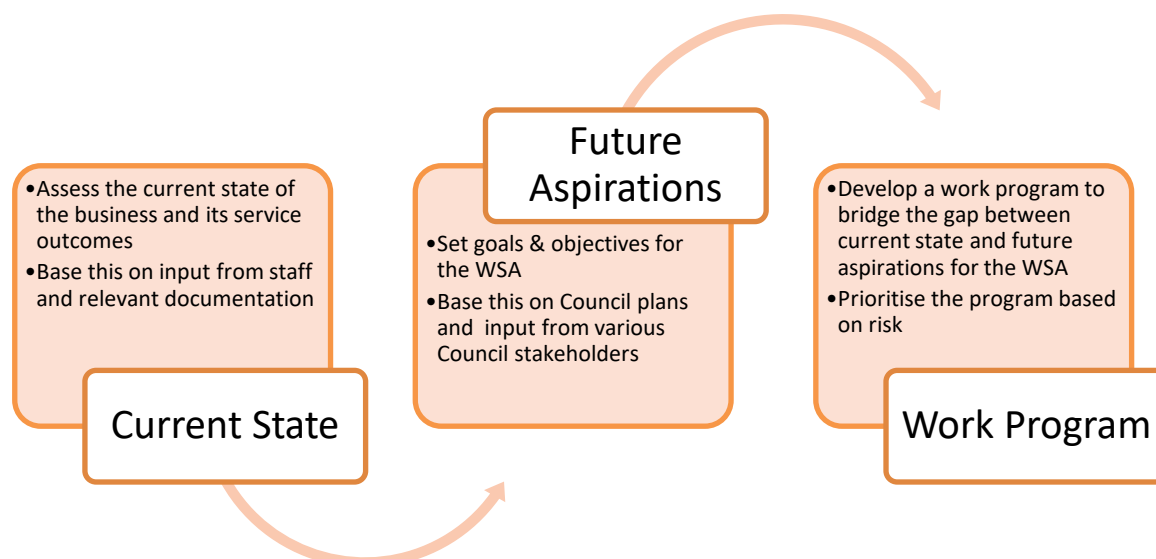 •Assess the current state of
the business and its service
outcomes
•Base this on input from staff
and relevant documentation
Current State
Future
Aspirations
•Set goals & objectives for
the WSA
•Base this on Council plans
and input from various
Council stakeholders
•Develop a work program to
bridge the gap between
current state and future
aspirations for the WSA
•Prioritise the program based
on risk
Work Program